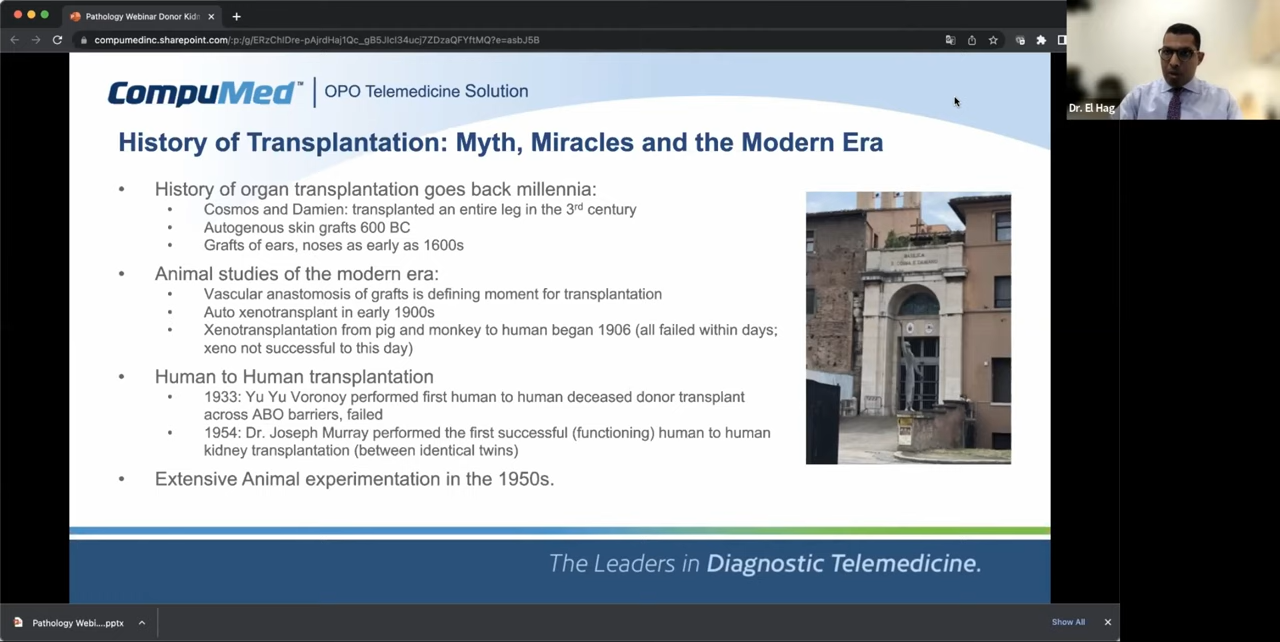 Pathology Webinar Donor Kidn
compumedinc.sharepoint.com/:p:/g/ERzChIDre-pAjrdHaj1Qc_gB5JIcI34ucj7ZDzaQFYftMQ?e=asbJ5B
Dr. El Hag
CompuMed™ | OPO Telemedicine Solution
History of Transplantation: Myth, Miracles and the Modern Era
• History of organ transplantation goes back millennia:
• Cosmos and Damien: transplanted an entire leg in the 3rd century
• Autogenous skin grafts 600 BC
• Grafts of ears, noses as early as 1600s
• Animal studies of the modern era:
• Vascular anastomosis of grafts is defining moment for transplantation
• Auto xenotransplant in early 1900s
• Xenotransplantation from pig and monkey to human began 1906 (all failed within days;
xeno not successful to this day)
• Human to Human transplantation
• 1933: Yu Yu Voronoy performed first human to human deceased donor transplant
across ABO barriers, failed
• 1954: Dr. Joseph Murray performed the first successful (functioning) human to human
kidney transplantation (between identical twins)
• Extensive Animal experimentation in the 1950s.
BASILICA
The Leaders in Diagnostic Telemedicine.
Pathology Webi....pptx
Show All